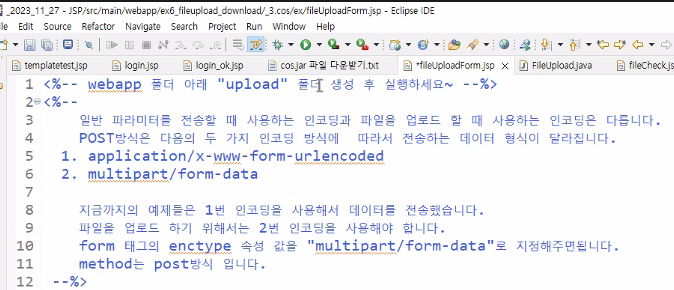 _2023_11_27 - JSP/src/main/webapp/ex6_fileupload_download/_3.cos/ex/fileUploadForm.jsp - Eclipse IDE
Edit Source Refactor Navigate Search Project Run Window Help
templatetest.jsp login.jsp login_ok.jsp cos.jar 파일 다운받기.txt *fileUploadForm.jsp FileUpload.java fileCheck.js
1 <%-- webapp 폴더 아래 "upload" 폴더 생성 후 실행하세요~ --%>
2 <%--
3 일반 파라미터를 전송할 때 사용하는 인코딩과 파일을 업로드 할 때 사용하는 인코딩은 다릅니다.
4 POST방식은 다음의 두 가지 인코딩 방식에 따라서 전송하는 데이터 형식이 달라집니다.
5 1. application/x-www-form-urlencoded
6 2. multipart/form-data
7
8 지금까지의 예제들은 1번 인코딩을 사용해서 데이터를 전송했습니다.
9 파일을 업로드 하기 위해서는 2번 인코딩을 사용해야 합니다.
10 form 태그의 enctype 속성 값을 "multipart/form-data"로 지정해주면됩니다.
11 method는 post방식 입니다.
12 --%>